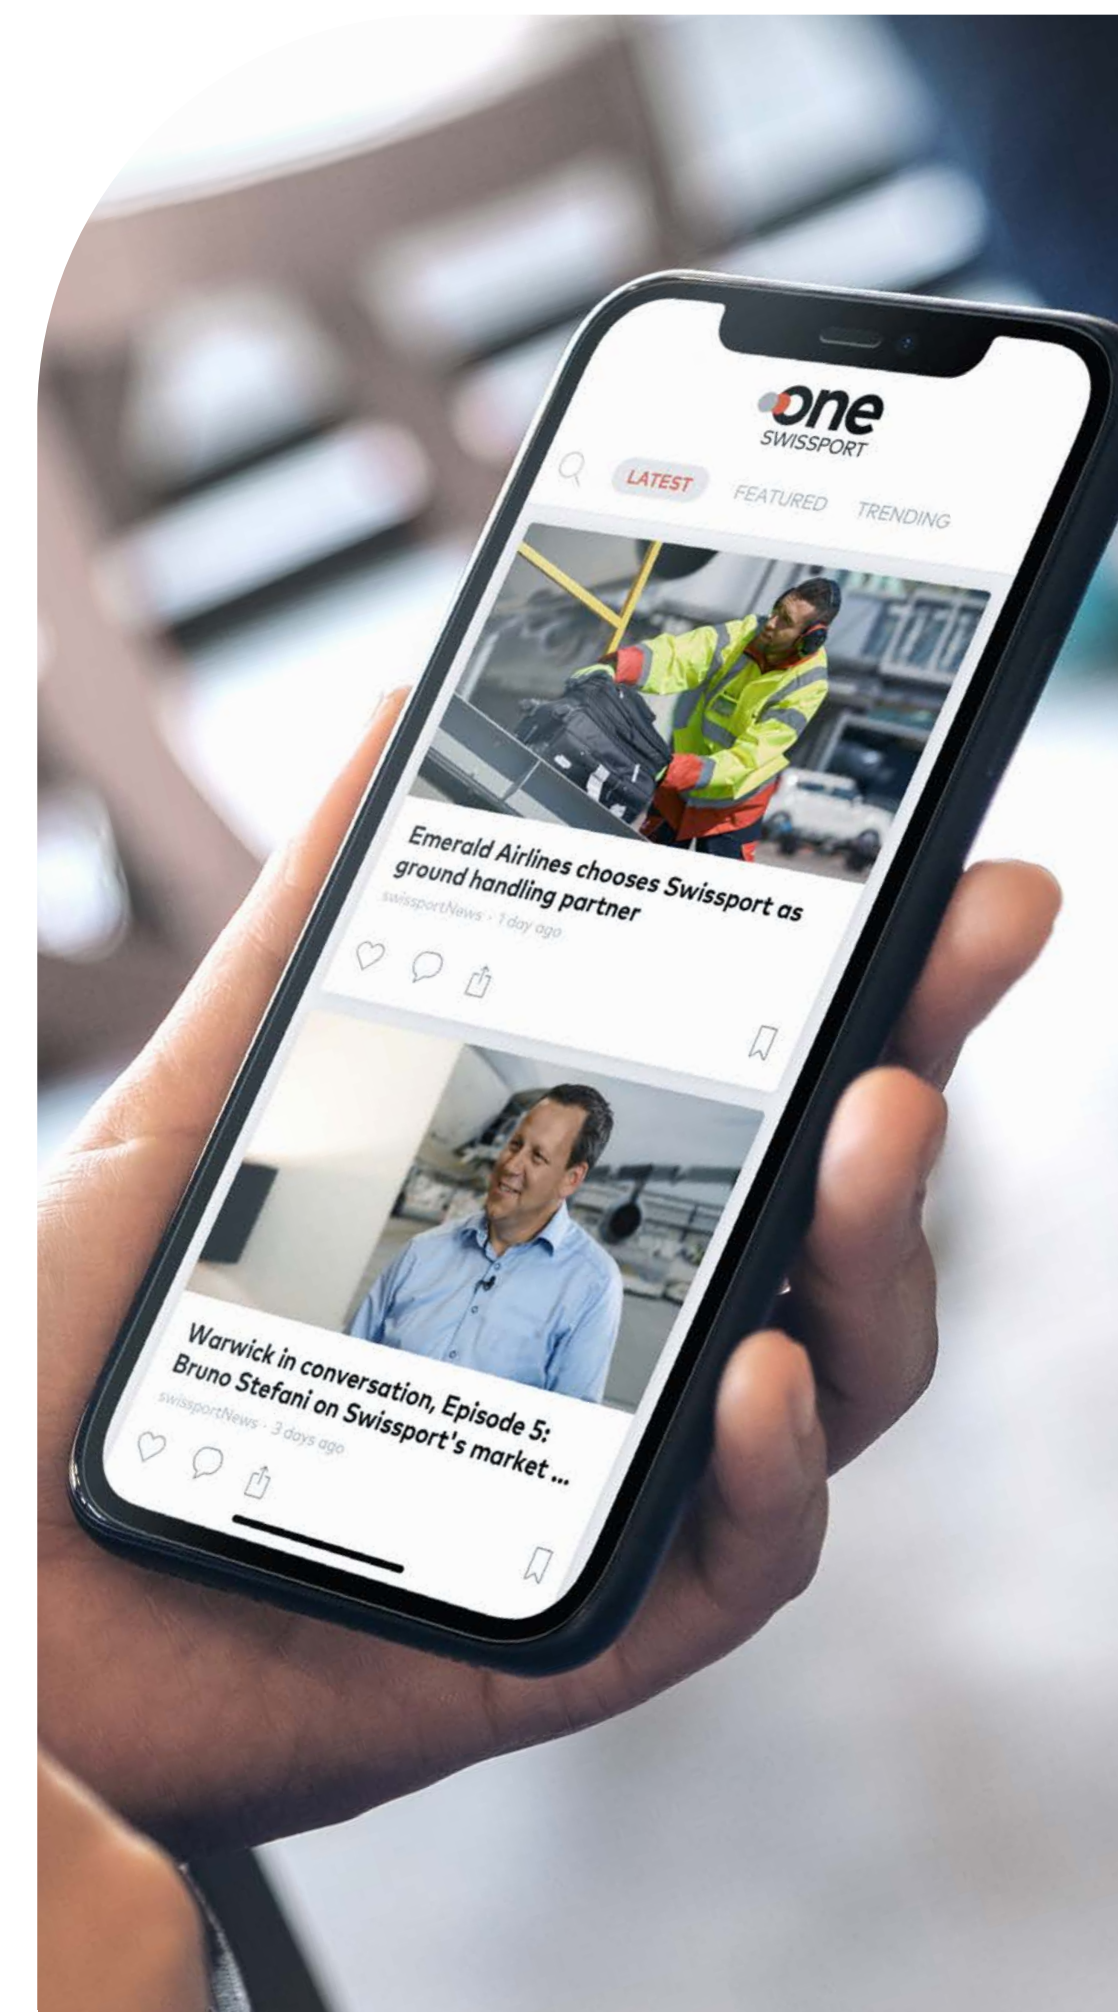 one
SWISSPORT
LATEST FEATURED TRENDING
Emerald Airlines chooses Swissport as
ground handling partner
swissportNews · 1 day ago
Warwick in conversation, Episode 5:
Bruno Stefani on Swissport's market ...
swissportNews · 3 days ago